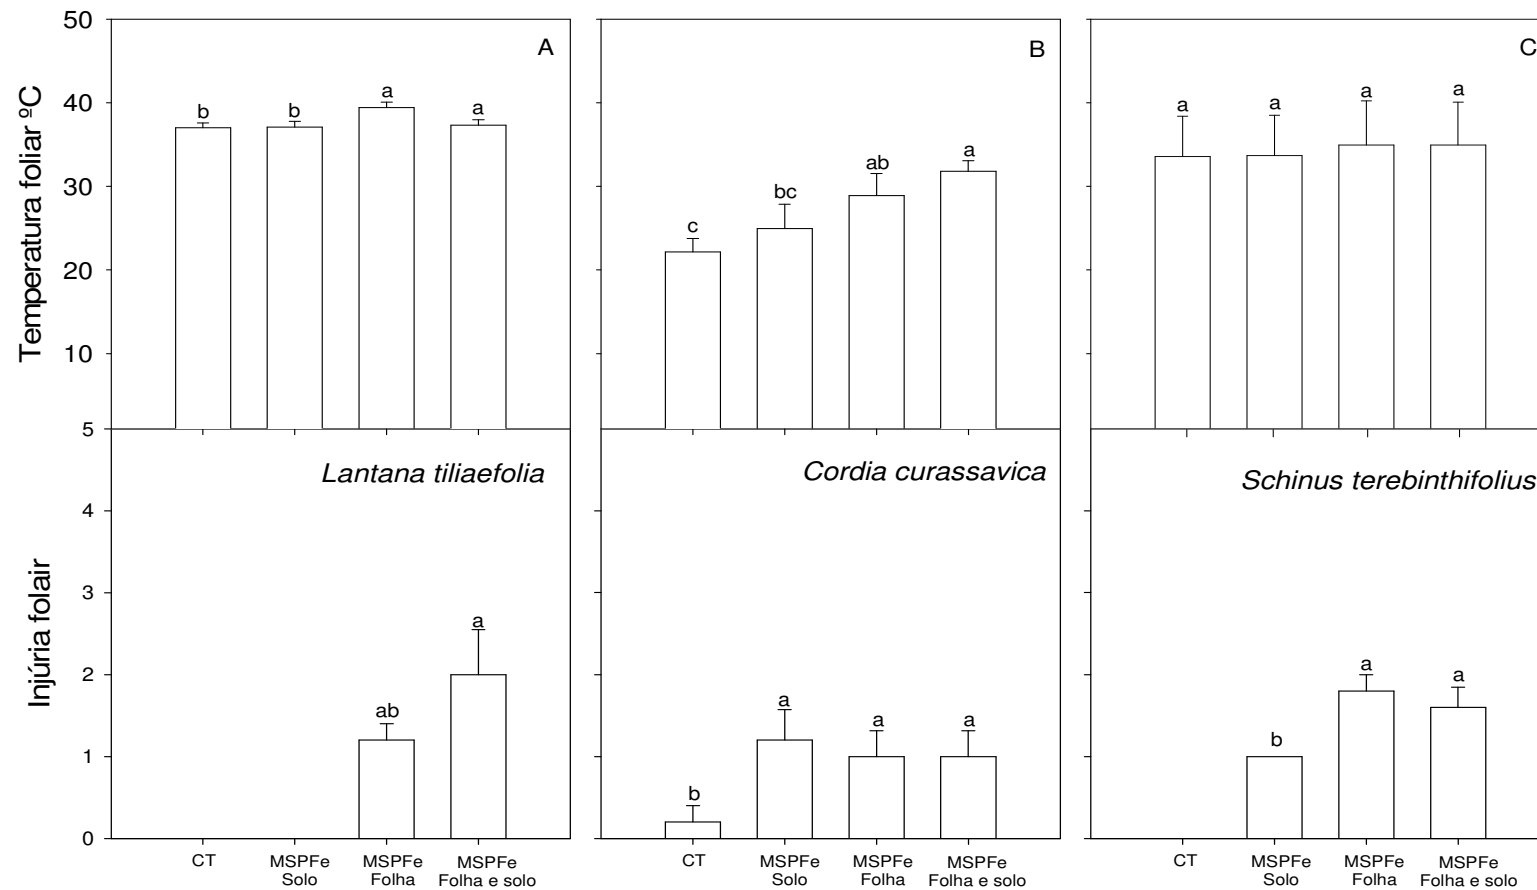 Temperatura foliar ºC
50
40
30
20
10
A
b
b
a
a
B
c
bc
ab
a
C
a
a
a
a
Injúria folair
5
4
3
2
1
0
Lantana tiliaefolia
ab
a
Cordia curassavica
b
a
a
a
Schinus terebinthifolius
b
a
a
CT
MSPFe
Solo
MSPFe
Folha
MSPFe
Folha e solo
CT
MSPFe
Solo
MSPFe
Folha
MSPFe
Folha e solo
CT
MSPFe
Solo
MSPFe
Folha
MSPFe
Folha e solo